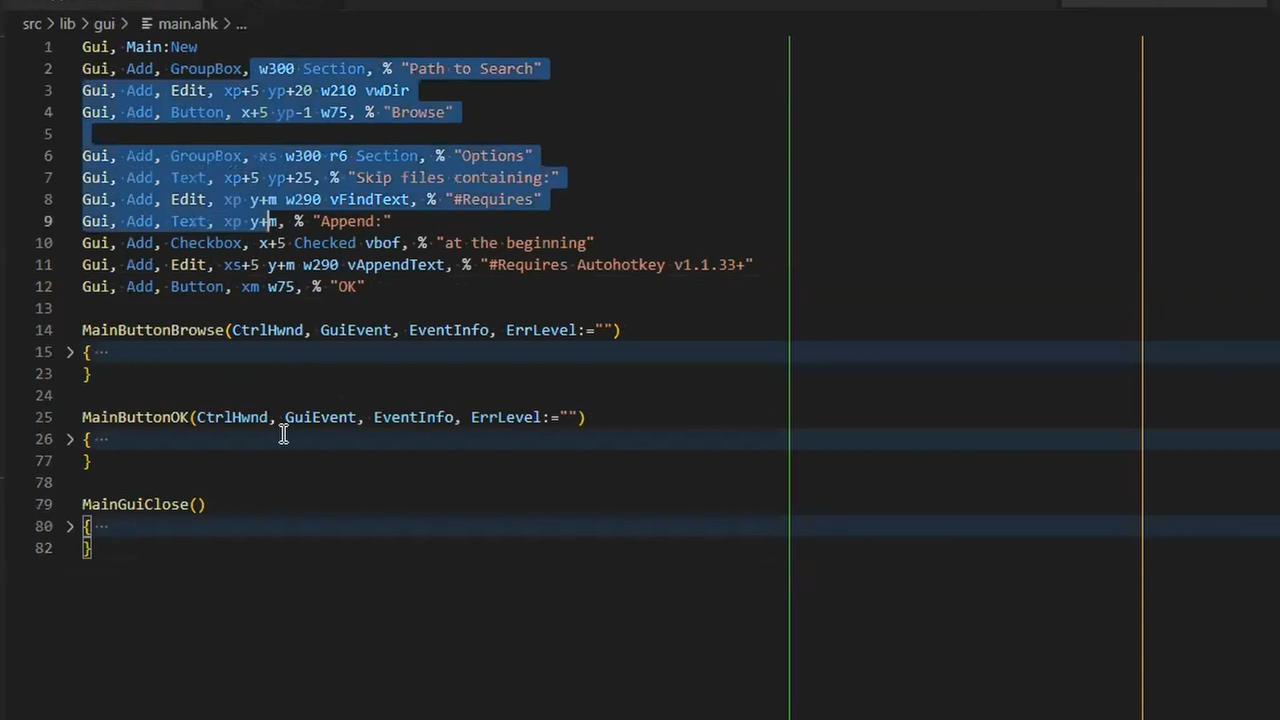 src > lib > gui > main.ahk > ...
1 Gui, Main:New
2 Gui, Add, GroupBox, w300 Section, % "Path to Search"
3 Gui, Add, Edit, xp+5 yp+20 w210 vwDir
4 Gui, Add, Button, x+5 yp-1 w75, % "Browse"
5
6 Gui, Add, GroupBox, xs w300 r6 Section, % "Options"
7 Gui, Add, Text, xp+5 yp+25, % "Skip files containing:"
8 Gui, Add, Edit, xp y+m w290 vFindText, % "#Requires"
9 Gui, Add, Text, xp y+m, % "Append:"
10 Gui, Add, Checkbox, x+5 Checked vbof, % "at the beginning"
11 Gui, Add, Edit, xs+5 y+m w290 vAppendText, % "#Requires Autohotkey v1.1.33+"
12 Gui, Add, Button, xm w75, % "OK"
13
14 MainButtonBrowse(CtrlHwnd, GuiEvent, EventInfo, ErrLevel:="")
15 > { ···
23 }
24
25 MainButtonOK(CtrlHwnd, GuiEvent, EventInfo, ErrLevel:="")
26 > { ···
77 }
78
79 MainGuiClose()
80 > { ···
82 }